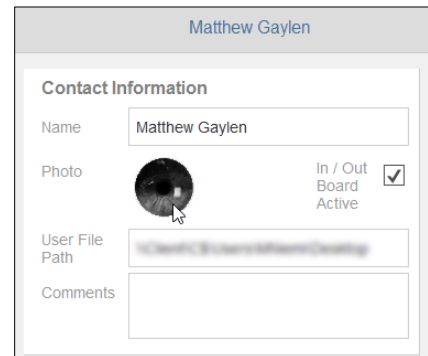 Matthew Gaylen
Contact Information
Name
Matthew Gaylen
Photo
In / Out
Board
Active
User File
Path
Comments